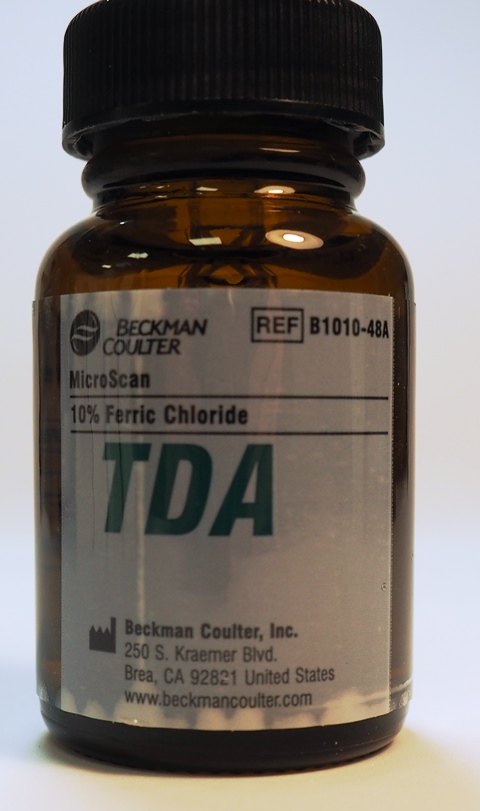 BECKMAN
COULTER
REF B1010-48A
MicroScan
10% Ferric Chloride
TDA
Beckman Coulter, Inc.
250 S. Kraemer Blvd.
Brea, CA 92821 United States
www.beckmancoulter.com